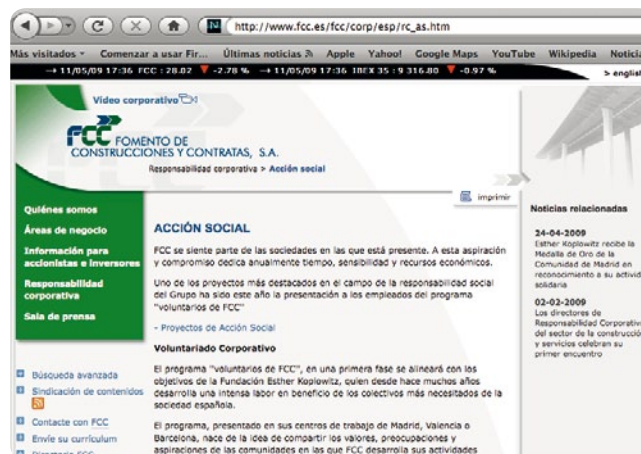 http://www.fcc.es/fcc/corp/esp/rc_as.htm
Más visitados Comenzar a usar Fir... Últimas noticias Apple Yahoo! Google Maps YouTube Wikipedia Noticia
→ 11/05/09 17:36 FCC : 28.02 ▼ -2.78 % → 11/05/09 17:36 IBEX 35 : 9 316.80 ▼ -0.97 %
> english
Vídeo corporativo
FCC FOMENTO DE
CONSTRUCCIONES Y CONTRATAS, S.A.
Responsabilidad corporativa > Acción social
imprimir
Quiénes somos
Áreas de negocio
Información para
accionistas e inversores
Responsabilidad
corporativa
Sala de prensa
Búsqueda avanzada
Sindicación de contenidos
Contacte con FCC
Envíe su currículum
Directorio FCC
ACCIÓN SOCIAL
FCC se siente parte de las sociedades en las que está presente. A esta aspiración
y compromiso dedica anualmente tiempo, sensibilidad y recursos económicos.
Uno de los proyectos más destacados en el campo de la responsabilidad social
del Grupo ha sido este año la presentación a los empleados del programa
"voluntarios de FCC"
- Proyectos de Acción Social
Voluntariado Corporativo
El programa "voluntarios de FCC", en una primera fase se alineará con los
objetivos de la Fundación Esther Koplowitz, quien desde hace muchos años
desarrolla una intensa labor en beneficio de los colectivos más necesitados de la
sociedad española.
El programa, presentado en sus centros de trabajo de Madrid, Valencia o
Barcelona, nace de la idea de compartir los valores, preocupaciones y
aspiraciones de las comunidades en las que FCC desarrolla sus actividades
Noticias relacionadas
24-04-2009
Esther Koplowitz recibe la
Medalla de Oro de la
Comunidad de Madrid en
reconocimiento a su activid
solidaria
02-02-2009
Los directores de
Responsabilidad Corporativ
del sector de la construcció
y servicios celebran su
primer encuentro